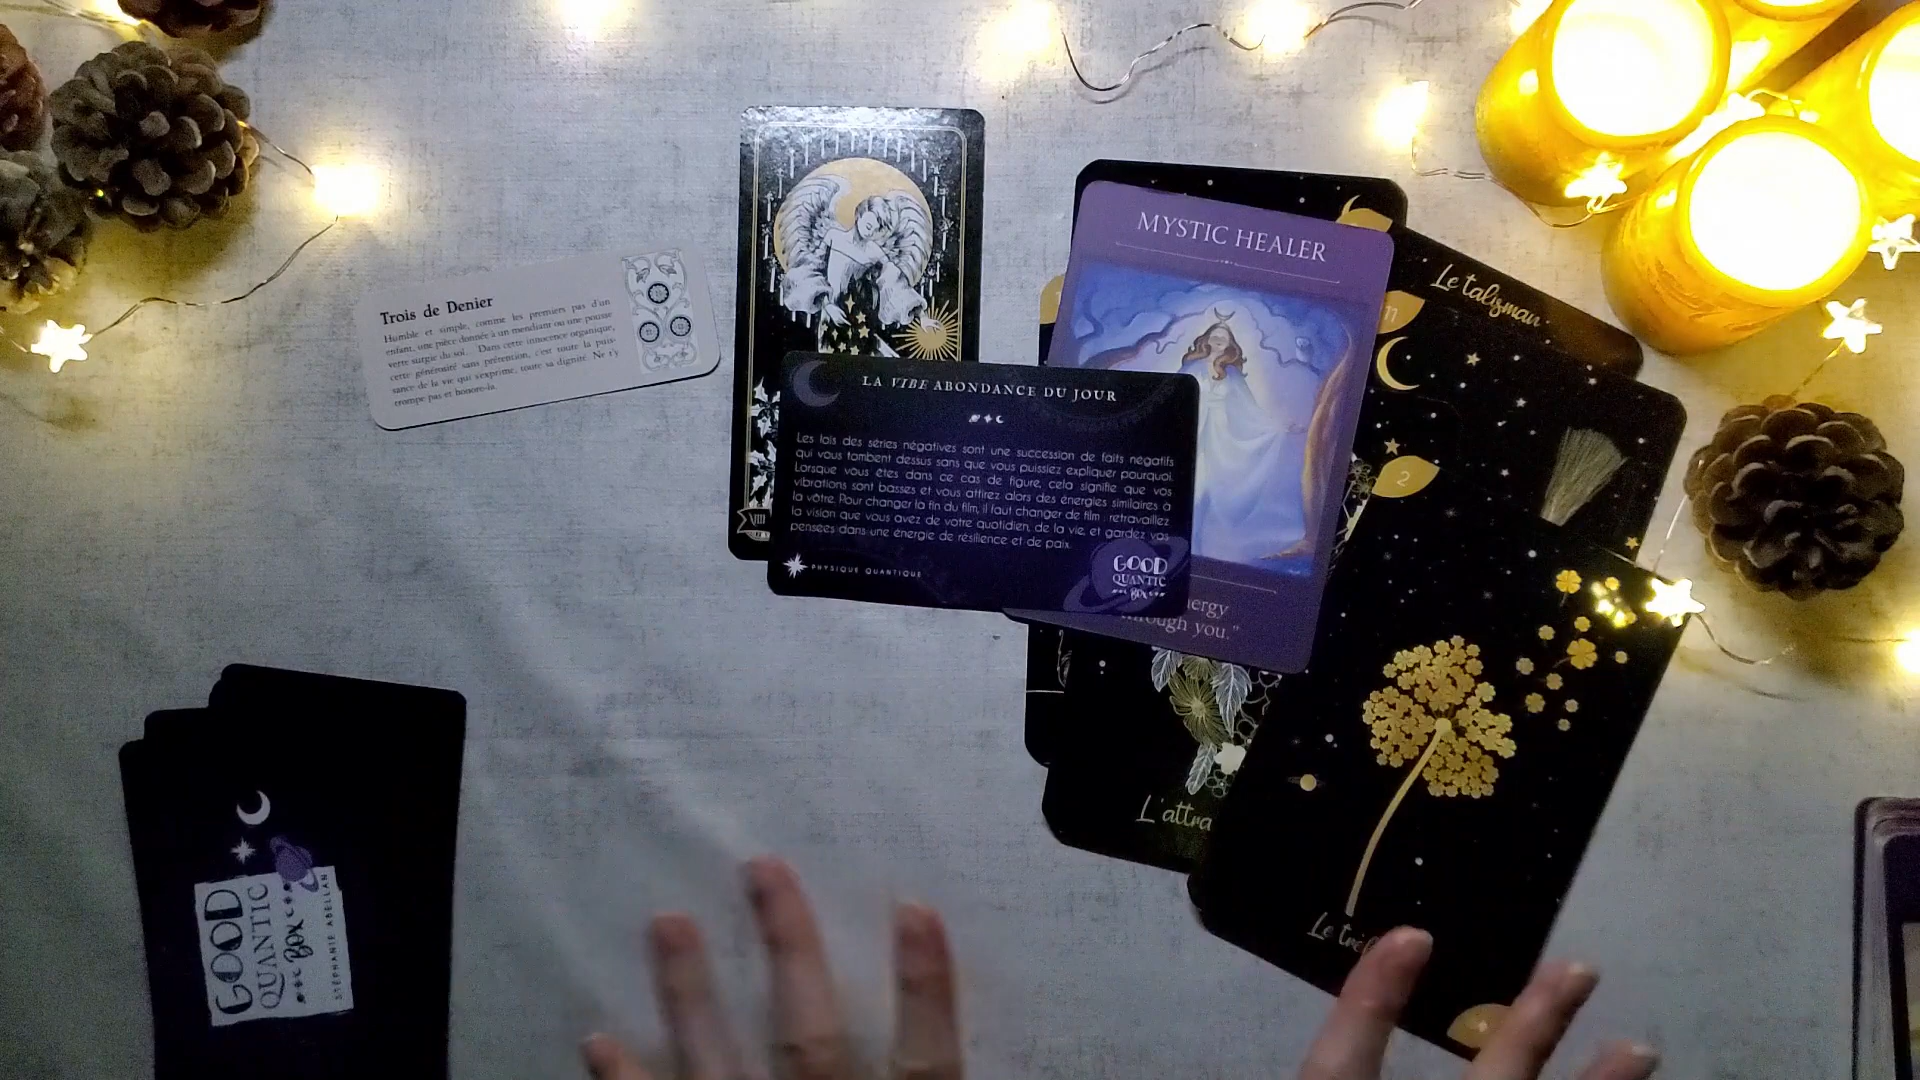 Trois de Denier
Humble et simple, comme les premiers pas d'un
enfant, une pièce donnée à un mendiant ou une pousse
verte surgie du sol. Dans cette innocence organique,
cette générosité sans prétention, c'est toute la puis-
sance de la vie qui s'exprime, toute sa dignité. Ne t'y
trompe pas et honore-la.
VIII
MYSTIC HEALER
ergy
through you."
LA VIBE ABONDANCE DU JOUR
Les lois des séries négatives sont une succession de faits négatifs
qui vous tombent dessus sans que vous puissiez expliquer pourquoi.
Lorsque vous êtes dans ce cas de figure, cela signifie que vos
vibrations sont basses et vous attirez alors des énergies similaires à
la vôtre. Pour changer la fin du film, il faut changer de film : retravaillez
la vision que vous avez de votre quotidien, de la vie, et gardez vos
pensées dans une énergie de résilience et de paix.
PHYSIQUE QUANTIQUE
GOOD
QUANTIC
BOX
11
Le talisman
2
L'attra
Le trèf
GOOD
QUANTIC
BOX
STÉPHANIE ABELLAN